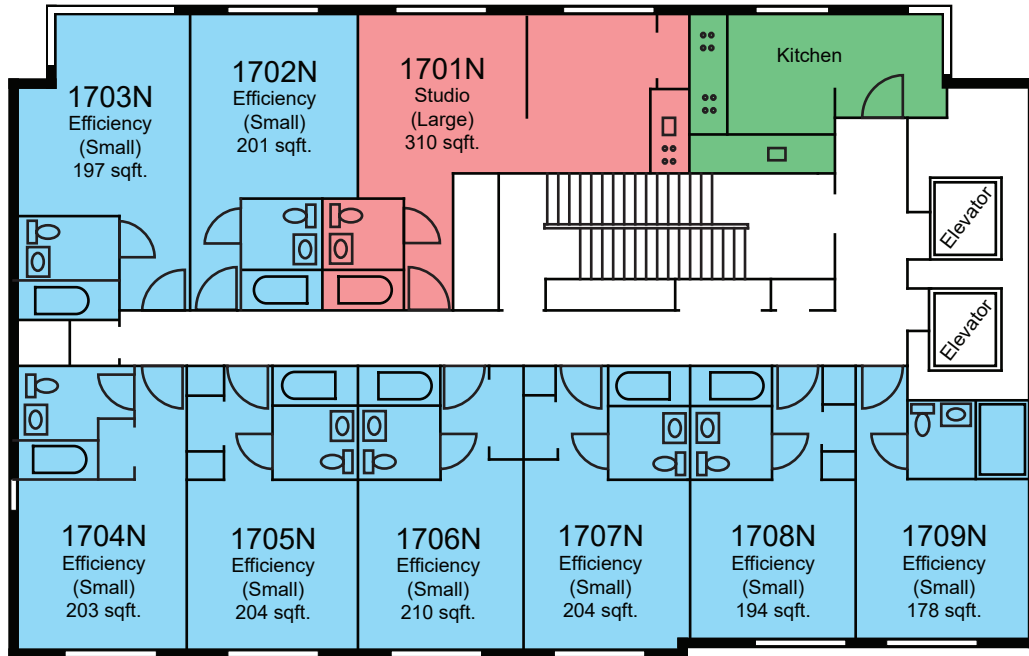 1703N
Efficiency
(Small)
197 sqft.
1702N
Efficiency
(Small)
201 sqft.
1701N
Studio
(Large)
310 sqft.
Kitchen
Elevator
Elevator
1704N
Efficiency
(Small)
203 sqft.
1705N
Efficiency
(Small)
204 sqft.
1706N
Efficiency
(Small)
210 sqft.
1707N
Efficiency
(Small)
204 sqft.
1708N
Efficiency
(Small)
194 sqft.
1709N
Efficiency
(Small)
178 sqft.